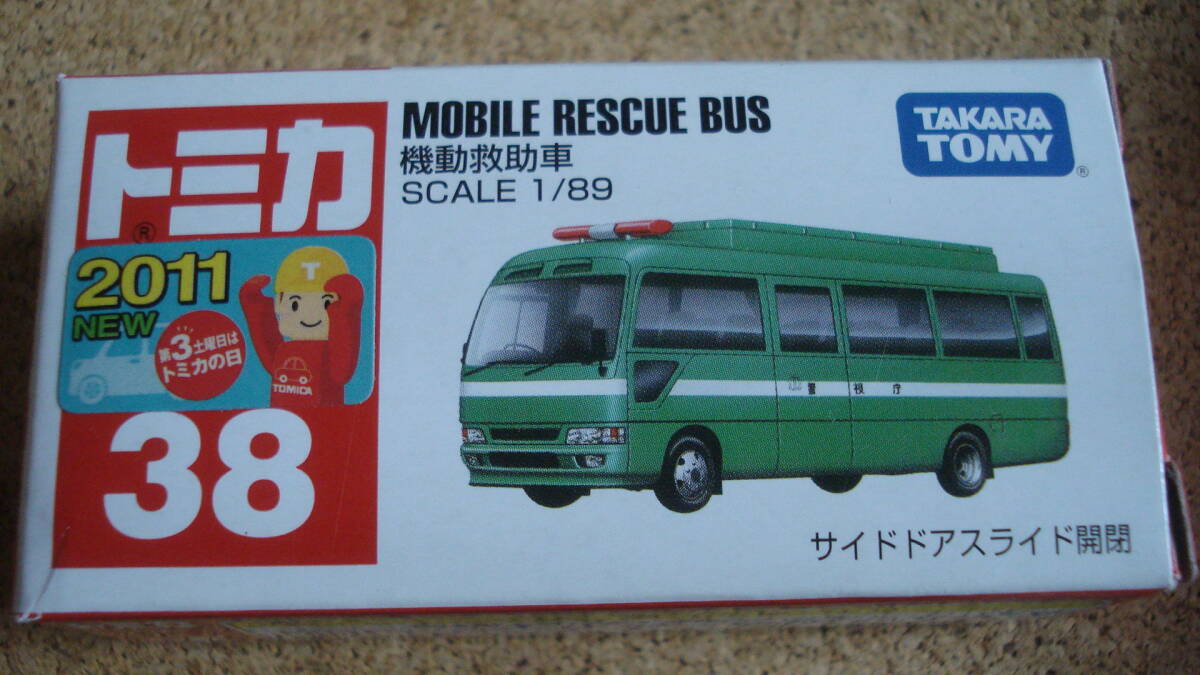 トミカ
®
2011
NEW
第3土曜日は
トミカの日
T
TOMICA
38
MOBILE RESCUE BUS
機動救助車
SCALE 1/89
TAKARA
TOMY
®
警視庁
サイドドアスライド開閉